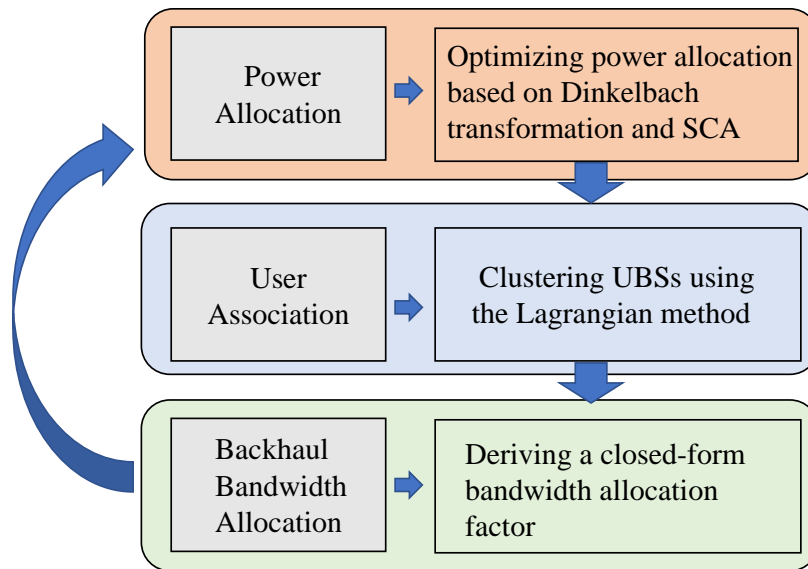 Power
Allocation
Optimizing power allocation
based on Dinkelbach
transformation and SCA
User
Association
Clustering UBSs using
the Lagrangian method
Backhaul
Bandwidth
Allocation
Deriving a closed-form
bandwidth allocation
factor